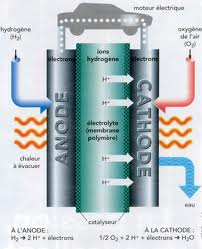 moteur électrique
hydrogène
(H₂)
oxygène
de l'air
(O₂)
électrons
ions
hydrogène
électrons
H⁺
H⁺
ANODE
électrolyte
(membrane
polymère)
CATHODE
H⁺
H⁺
chaleur
à évacuer
eau
catalyseur
À L'ANODE :
H₂ ➔ 2 H⁺ + électrons
À LA CATHODE :
1/2 O₂ + 2 H⁺ + électrons ➔ H₂O